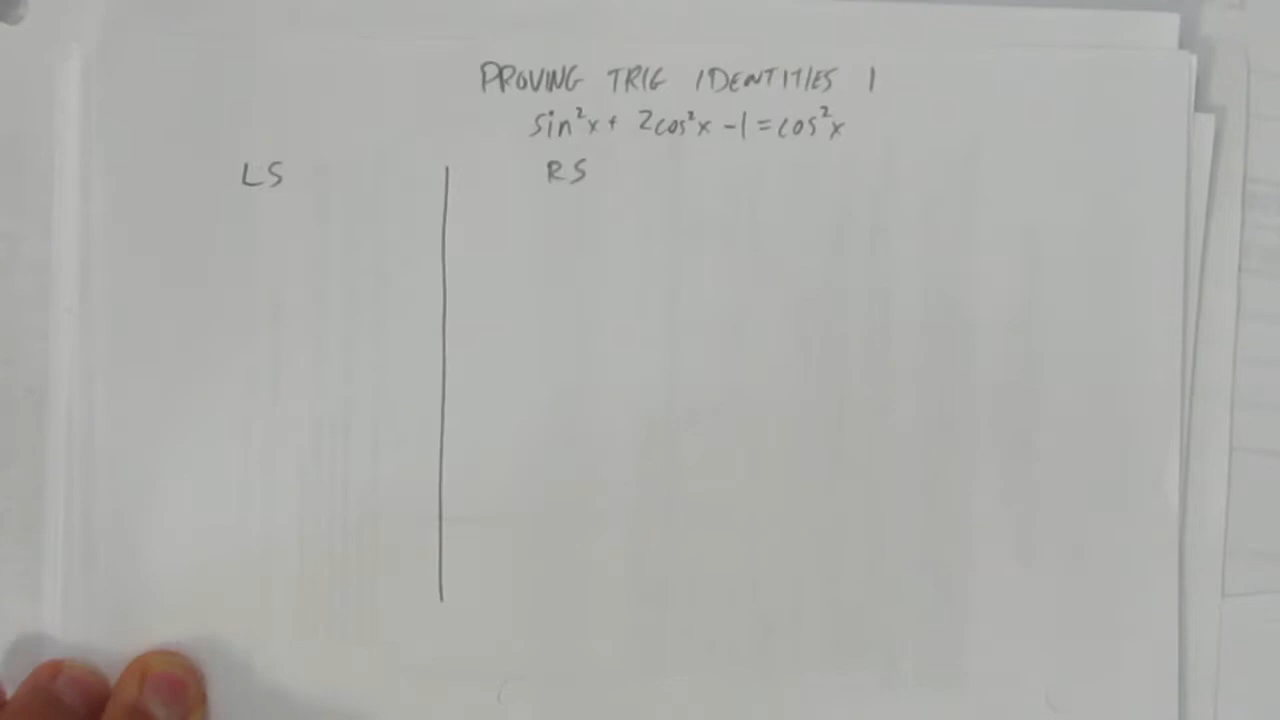 PROVING TRIG IDENTITIES 1
sin²x + 2cos²x - 1 = cos²x
LS RS